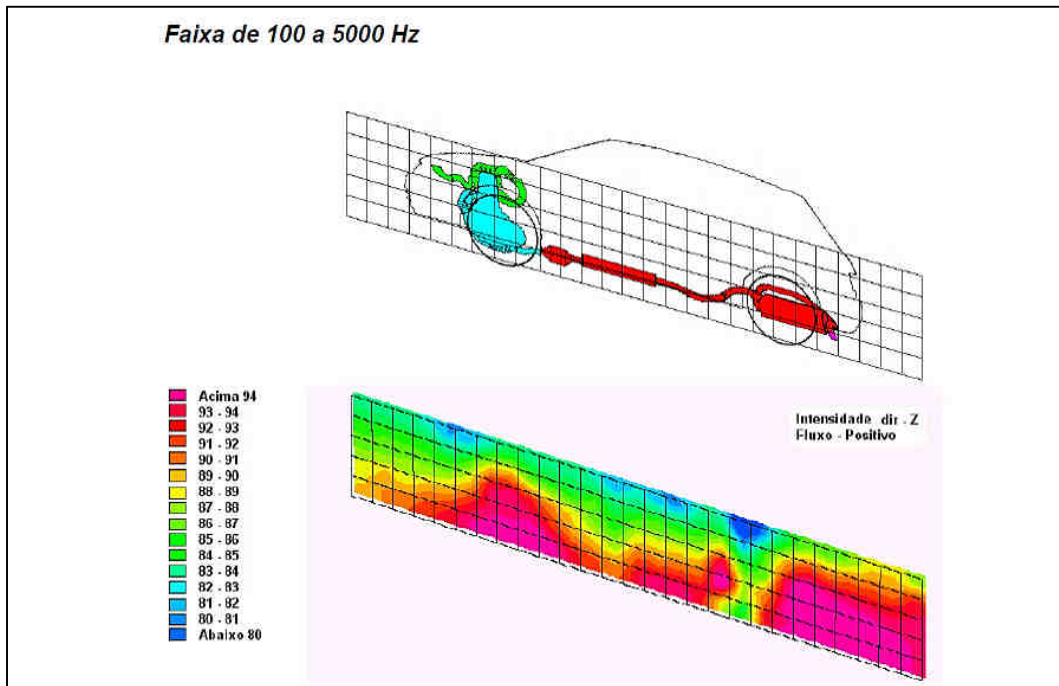 Faixa de 100 a 5000 Hz
Acima 94
93 - 94
92 - 93
91 - 92
90 - 91
89 - 90
88 - 89
87 - 88
86 - 87
85 - 86
84 - 85
83 - 84
82 - 83
81 - 82
80 - 81
Abaixo 80
Intensidade dir - Z
Fluxo - Positivo